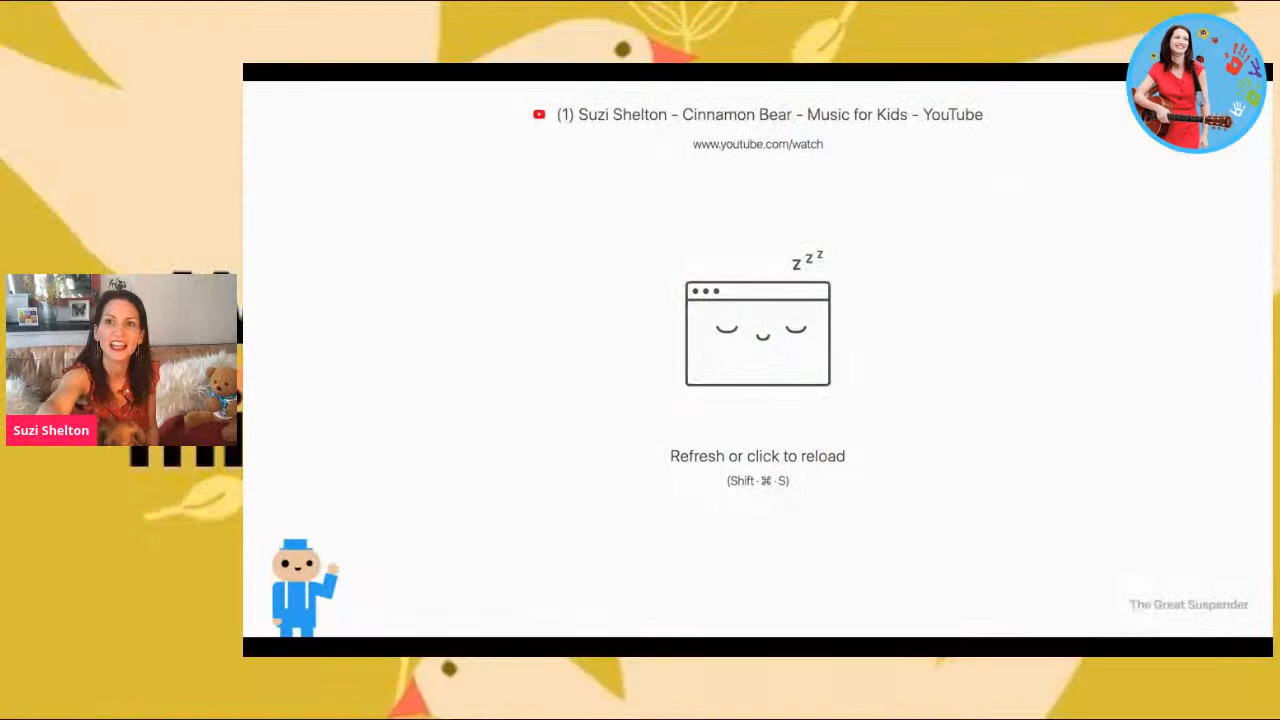 (1) Suzi Shelton - Cinnamon Bear - Music for Kids - YouTube
www.youtube.com/watch
z z z
Suzi Shelton
Refresh or click to reload
(Shift · ⌘ · S)
The Great Suspender